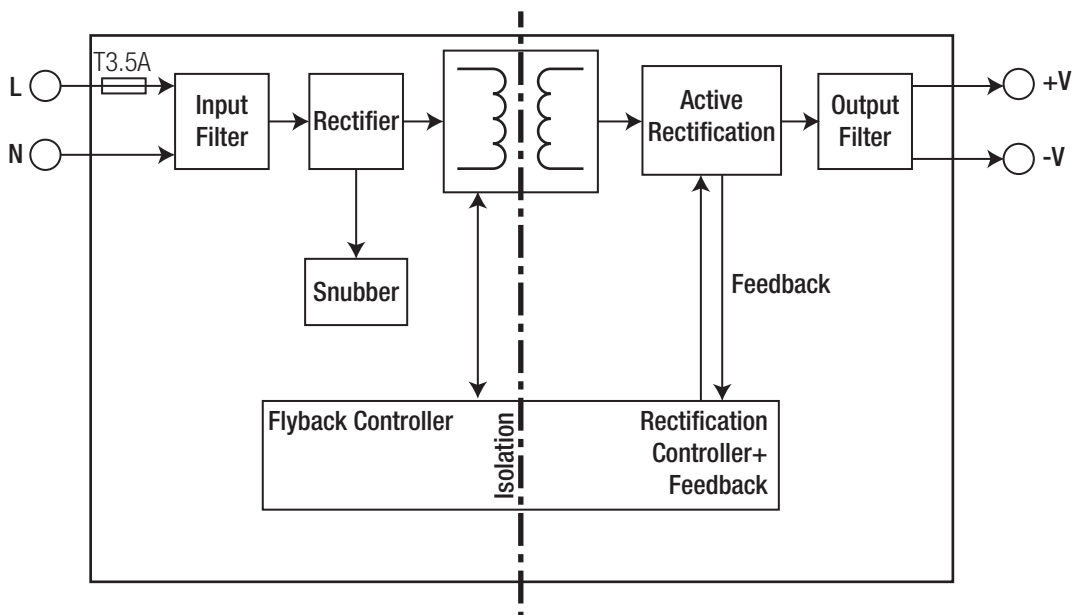 T3.5A
L
N
Input
Filter
Rectifier
Active
Rectification
Output
Filter
+V
-V
Snubber
Feedback
Flyback Controller
Isolation
Rectification
Controller+
Feedback